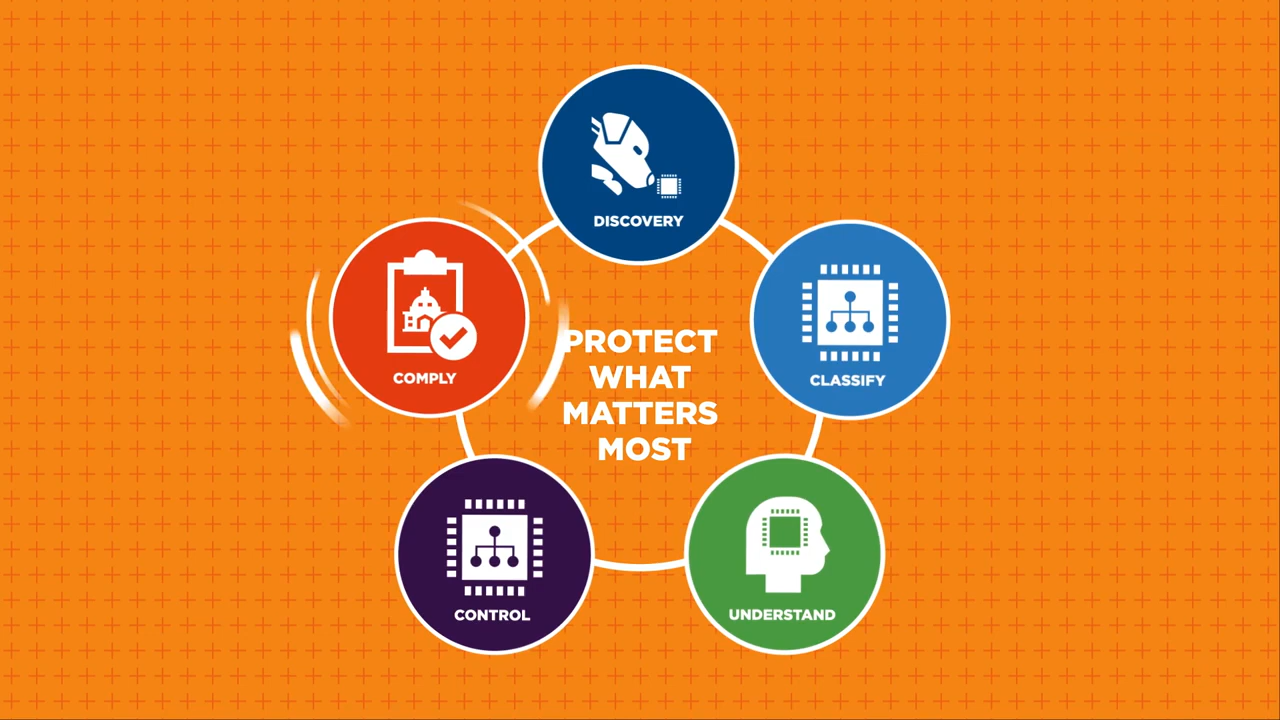 DISCOVERY
COMPLY
CLASSIFY
PROTECT
WHAT
MATTERS
MOST
CONTROL
UNDERSTAND